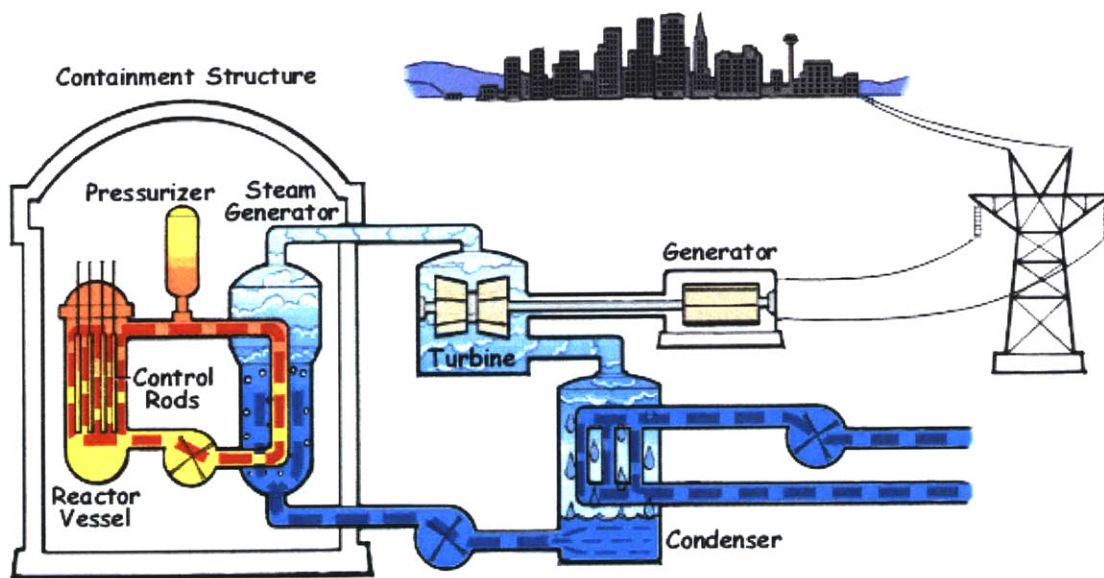 Containment Structure
Pressurizer
Steam
Generator
Generator
Turbine
Control
Rods
Reactor
Vessel
Condenser